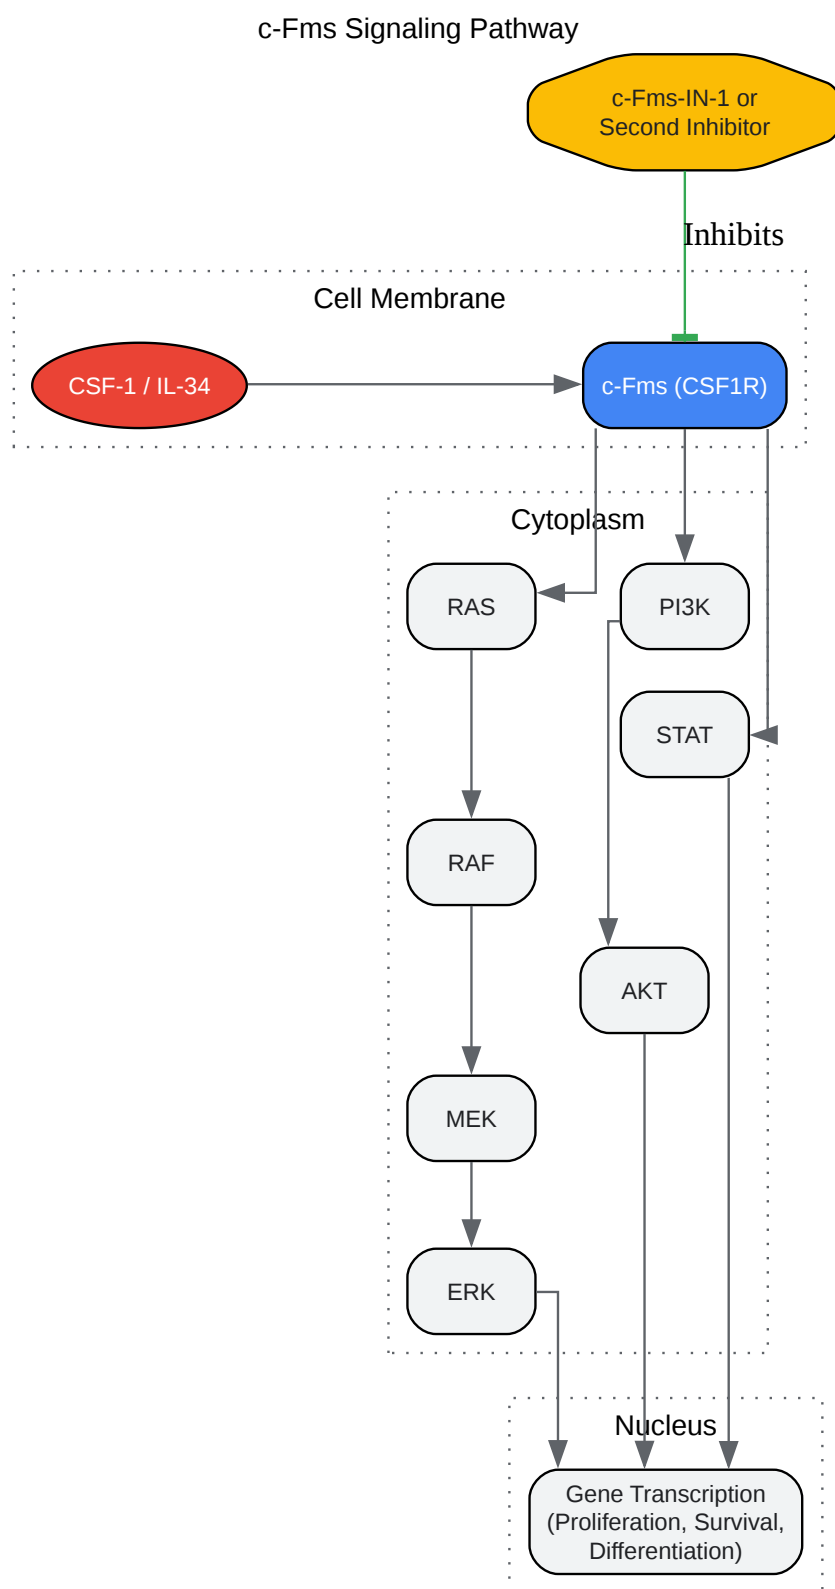 c-Fms Signaling Pathway
c-Fms-IN-1 or
Second Inhibitor
Inhibits
Cell Membrane
CSF-1 / IL-34
c-Fms (CSF1R)
Cytoplasm
RAS
PI3K
STAT
RAF
AKT
MEK
ERK
Nucleus
Gene Transcription
(Proliferation, Survival,
Differentiation)